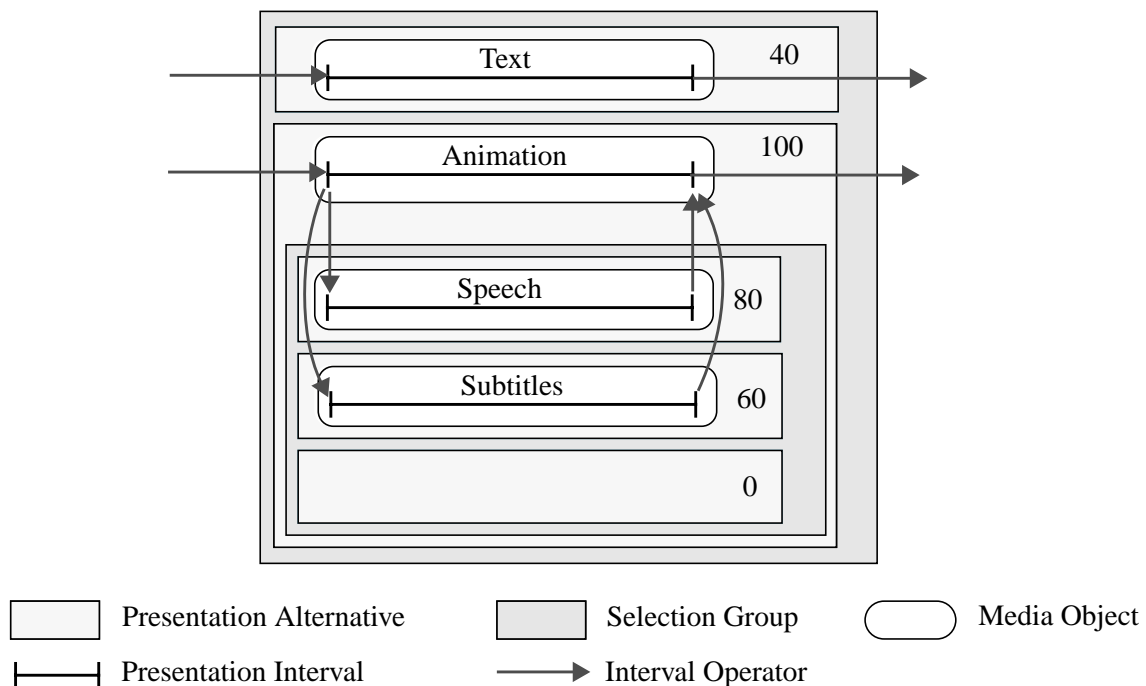 Text
40
Animation
100
Speech
80
Subtitles
60
0
Presentation Alternative
Selection Group
Media Object
Presentation Interval
Interval Operator